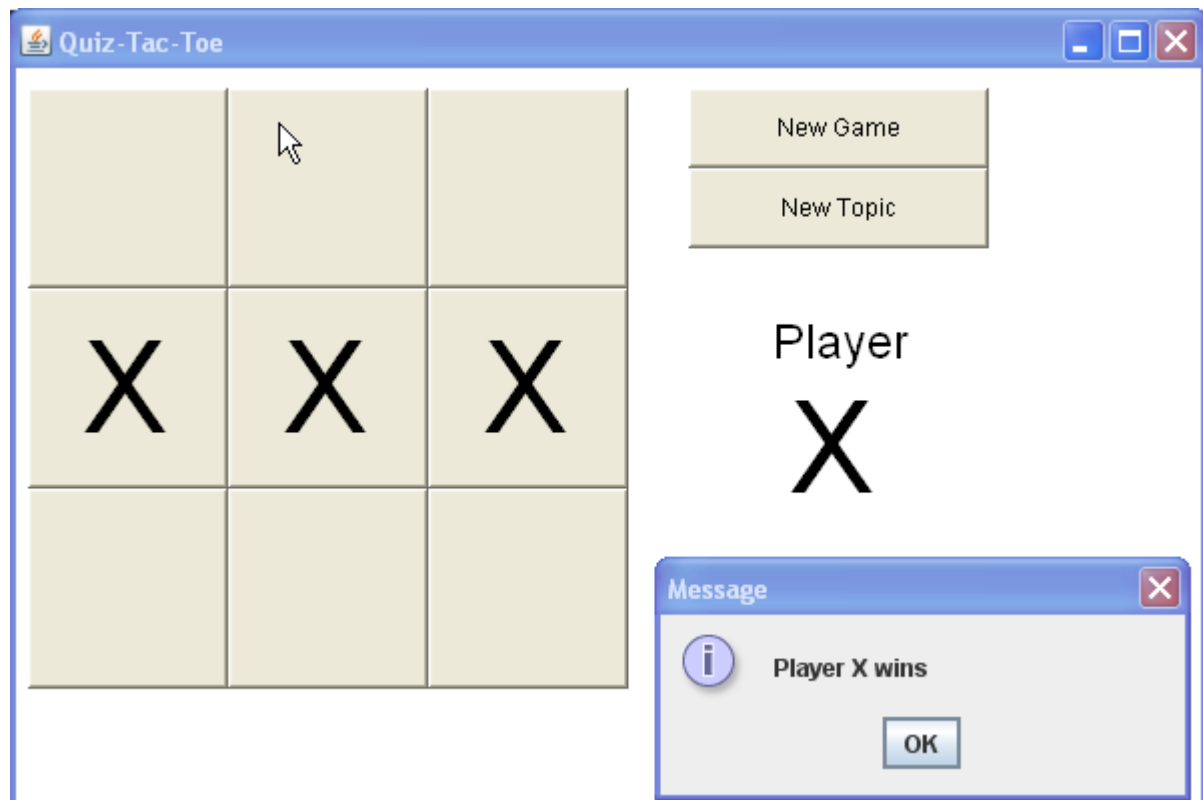 Quiz-Tac-Toe
New Game
New Topic
X X X
Player
X
Message
i
Player X wins
OK